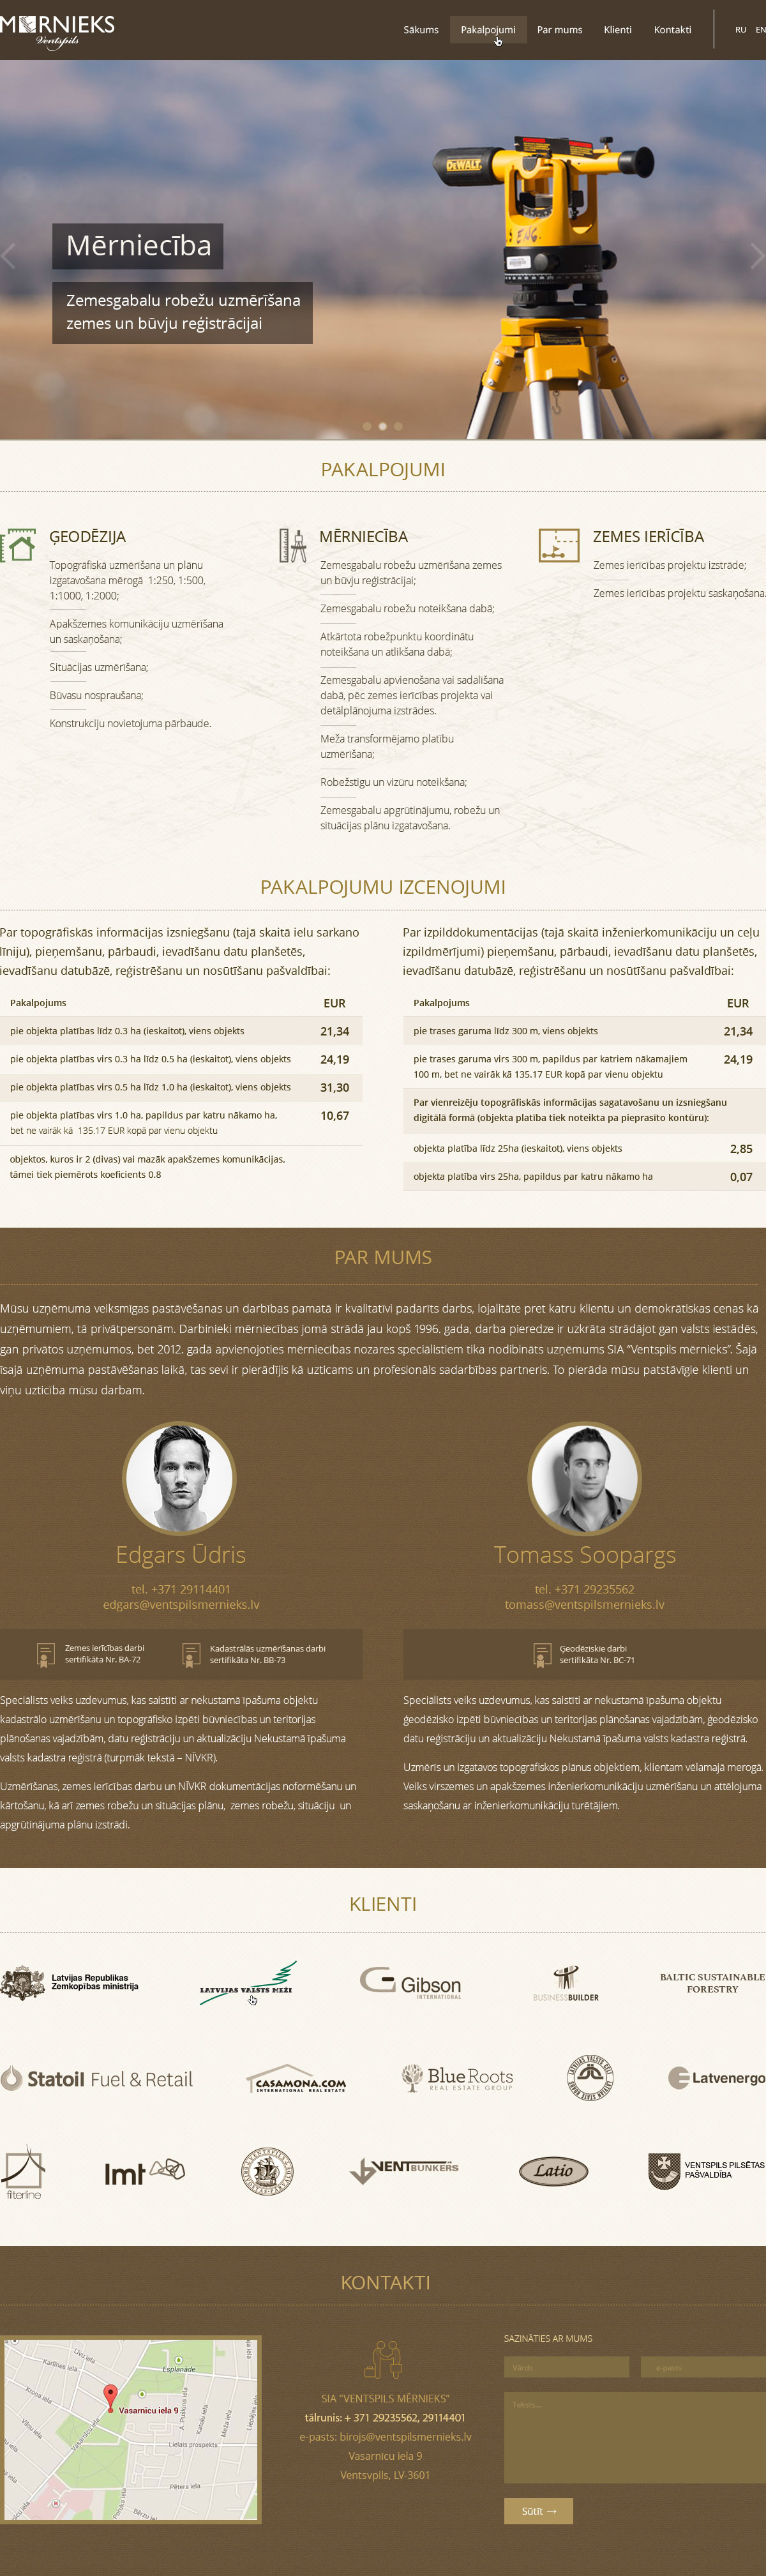 MĒRNIEKS
Ventspils
Sākums Pakalpojumi Par mums Klienti Kontakti RU EN
DEWALT
Mērniecība
Zemesgabalu robežu uzmērīšana
zemes un būvju reģistrācijai
PAKALPOJUMI
ĢEODĒZIJA
Topogrāfiskā uzmērīšana un plānu
izgatavošana mērogā 1:250, 1:500,
1:1000, 1:2000;
Apakšzemes komunikāciju uzmērīšana
un saskaņošana;
Situācijas uzmērīšana;
Būvasu nospraušana;
Konstrukciju novietojuma pārbaude.
MĒRNIECĪBA
Zemesgabalu robežu uzmērīšana zemes
un būvju reģistrācijai;
Zemesgabalu robežu noteikšana dabā;
Atkārtota robežpunktu koordinātu
noteikšana un atlikšana dabā;
Zemesgabalu apvienošana vai sadalīšana
dabā, pēc zemes ierīcības projekta vai
detālplānojuma izstrādes.
Meža transformējamo platību
uzmērīšana;
Robežstigu un vizūru noteikšana;
Zemesgabalu apgrūtinājumu, robežu un
situācijas plānu izgatavošana.
ZEMES IERĪCĪBA
Zemes ierīcības projektu izstrāde;
Zemes ierīcības projektu saskaņošana.
PAKALPOJUMU IZCENOJUMI
Par topogrāfiskās informācijas izsniegšanu (tajā skaitā ielu sarkano
līniju), pieņemšanu, pārbaudi, ievadīšanu datu planšetēs,
ievadīšanu datubāzē, reģistrēšanu un nosūtīšanu pašvaldībai:
Pakalpojums EUR
pie objekta platības līdz 0.3 ha (ieskaitot), viens objekts 21,34
pie objekta platības virs 0.3 ha līdz 0.5 ha (ieskaitot), viens objekts 24,19
pie objekta platības virs 0.5 ha līdz 1.0 ha (ieskaitot), viens objekts 31,30
pie objekta platības virs 1.0 ha, papildus par katru nākamo ha, 10,67
bet ne vairāk kā 135.17 EUR kopā par vienu objektu
objektos, kuros ir 2 (divas) vai mazāk apakšzemes komunikācijas,
tāmei tiek piemērots koeficients 0.8
Par izpilddokumentācijas (tajā skaitā inženierkomunikāciju un ceļu
izpildmērījumi) pieņemšanu, pārbaudi, ievadīšanu datu planšetēs,
ievadīšanu datubāzē, reģistrēšanu un nosūtīšanu pašvaldībai:
Pakalpojums EUR
pie trases garuma līdz 300 m, viens objekts 21,34
pie trases garuma virs 300 m, papildus par katriem nākamajiem 24,19
100 m, bet ne vairāk kā 135.17 EUR kopā par vienu objektu
Par vienreizēju topogrāfiskās informācijas sagatavošanu un izsniegšanu
digitālā formā (objekta platība tiek noteikta pa pieprasīto kontūru):
objekta platība līdz 25ha (ieskaitot), viens objekts 2,85
objekta platība virs 25ha, papildus par katru nākamo ha 0,07
PAR MUMS
Mūsu uzņēmuma veiksmīgas pastāvēšanas un darbības pamatā ir kvalitatīvi padarīts darbs, lojalitāte pret katru klientu un demokrātiskas cenas kā
uzņēmumiem, tā privātpersonām. Darbinieki mērniecības jomā strādā jau kopš 1996. gada, darba pieredze ir uzkrāta strādājot gan valsts iestādēs,
gan privātos uzņēmumos, bet 2012. gadā apvienojoties mērniecības nozares speciālistiem tika nodibināts uzņēmums SIA “Ventspils mērnieks”. Šajā
īsajā uzņēmuma pastāvēšanas laikā, tas sevi ir pierādījis kā uzticams un profesionāls sadarbības partneris. To pierāda mūsu patstāvīgie klienti un
viņu uzticība mūsu darbam.
Edgars Ūdris
tel. +371 29114401
edgars@ventspilsmernieks.lv
Zemes ierīcības darbi
sertifikāta Nr. BA-72
Kadastrālās uzmērīšanas darbi
sertifikāta Nr. BB-73
Speciālists veiks uzdevumus, kas saistīti ar nekustamā īpašuma objektu
kadastrālo uzmērīšanu un topogrāfisko izpēti būvniecības un teritorijas
plānošanas vajadzībām, datu reģistrāciju un aktualizāciju Nekustamā īpašuma
valsts kadastra reģistrā (turpmāk tekstā – NĪVKR).
Uzmērīšanas, zemes ierīcības darbu un NĪVKR dokumentācijas noformēšanu un
kārtošanu, kā arī zemes robežu un situācijas plānu, zemes robežu, situāciju un
apgrūtinājuma plānu izstrādi.
Tomass Soopargs
tel. +371 29235562
tomass@ventspilsmernieks.lv
Ģeodēziskie darbi
sertifikāta Nr. BC-71
Speciālists veiks uzdevumus, kas saistīti ar nekustamā īpašuma objektu
ģeodēzisko izpēti būvniecības un teritorijas plānošanas vajadzībām, ģeodēzisko
datu reģistrāciju un aktualizāciju Nekustamā īpašuma valsts kadastra reģistrā.
Uzmērīs un izgatavos topogrāfiskos plānus objektiem, klientam vēlamajā mērogā.
Veiks virszemes un apakšzemes inženierkomunikāciju uzmērīšanu un attēlojuma
saskaņošanu ar inženierkomunikāciju turētājiem.
KLIENTI
Latvijas Republikas
Zemkopības ministrija
LATVIJAS VALSTS MEŽI
Gibson
INTERNATIONAL
BUSINESSBUILDER
BALTIC SUSTAINABLE
FORESTRY
Statoil Fuel & Retail
CASAMONA.COM
INTERNATIONAL REAL ESTATE
BlueRoots
REAL ESTATE GROUP
LATVIJAS VALSTS CEĻI
Latvenergo
filterline
lmt
VENTBUNKERS
Latio
VENTSPILS PILSĒTAS
PAŠVALDĪBA
KONTAKTI
Esplanāde
Vasarnīcu iela 9
Lielais prospekts
Pētera iela
SIA “VENTSPILS MĒRNIEKS”
tālrunis: + 371 29235562, 29114401
e-pasts: birojs@ventspilsmernieks.lv
Vasarnīcu iela 9
Ventsvpils, LV-3601
SAZINĀTIES AR MUMS
Vārds
e-pasts
Teksts...
Sūtīt →